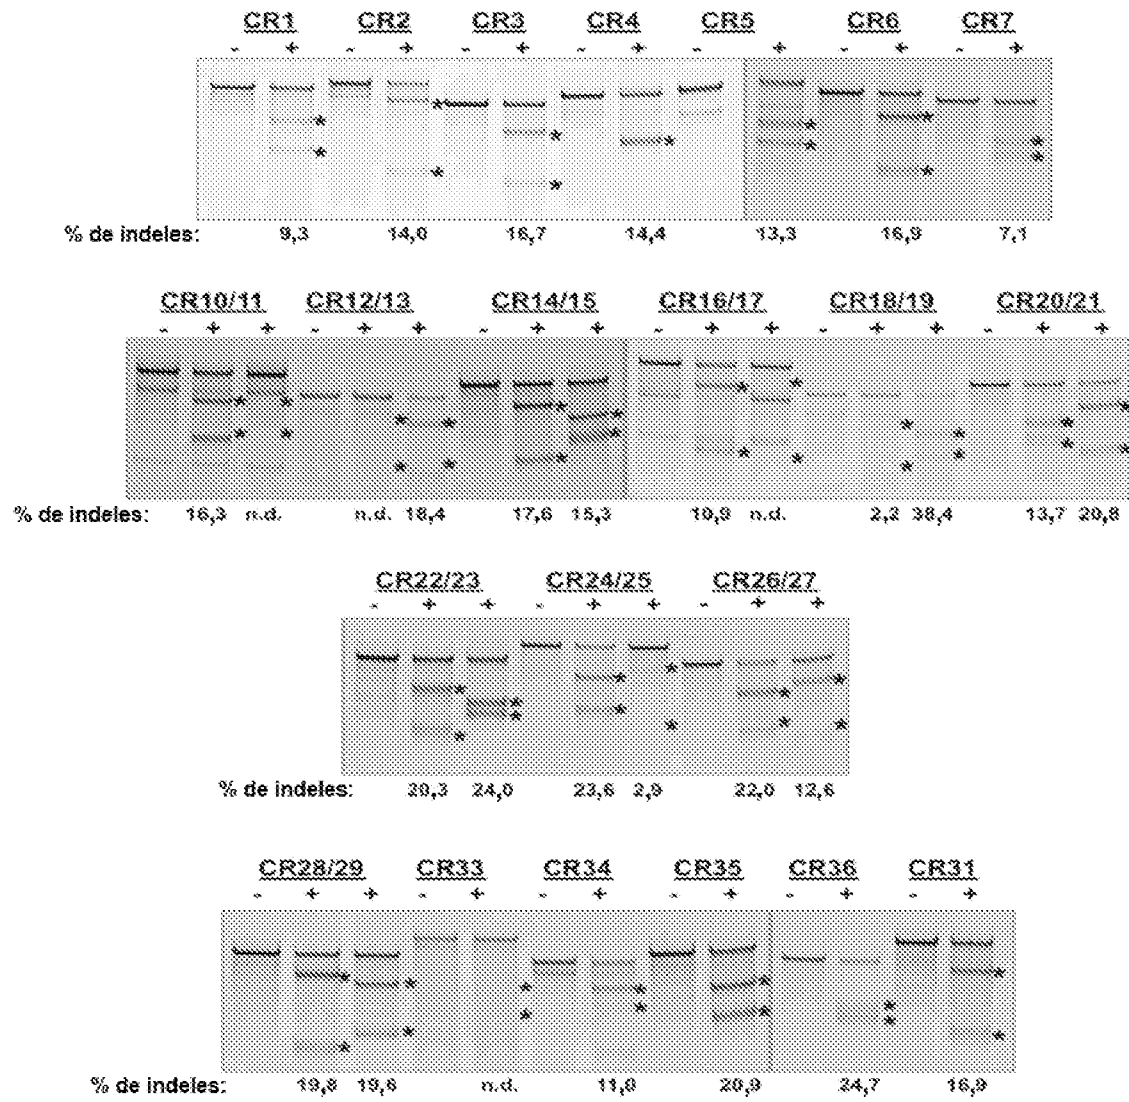 CR1 CR2 CR3 CR4 CR5 CR6 CR7
- + - + - + - + - + - + - +
% de indeles: 9,3 14,0 16,7 14,4 13,3 16,9 7,1
CR10/11 CR12/13 CR14/15 CR16/17 CR18/19 CR20/21
- + + - + + - + + - + + - + + - + +
% de indeles: 16,3 n.d. n.d. 18,4 17,6 15,3 10,9 n.d. 2,2 38,4 13,7 20,8
CR22/23 CR24/25 CR26/27
- + + - + + - + +
% de indeles: 20,3 24,0 23,6 2,9 22,0 12,6
CR28/29 CR33 CR34 CR35 CR36 CR31
- + + - + - + - + - + - +
% de indeles: 19,8 19,6 n.d. 11,0 20,9 24,7 16,9